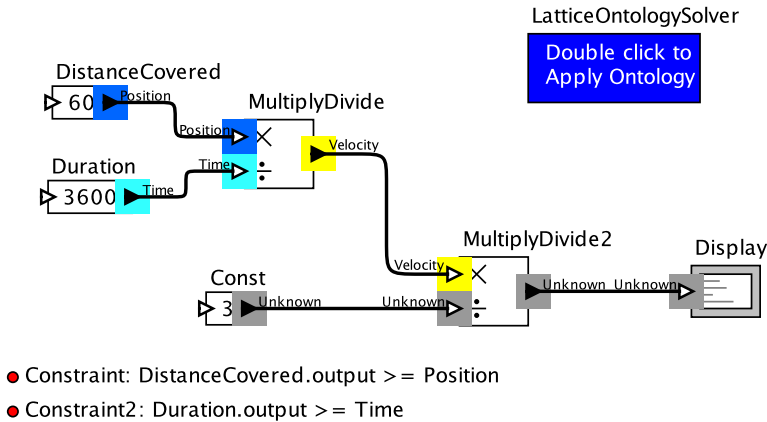 LatticeOntologySolver
Double click to
Apply Ontology
DistanceCovered
60
Position
Position
MultiplyDivide
Velocity
Duration
3600
Time
Time
Velocity
MultiplyDivide2
Display
Const
3
Unknown
Unknown
Unknown
Unknown
Constraint: DistanceCovered.output >= Position
Constraint2: Duration.output >= Time